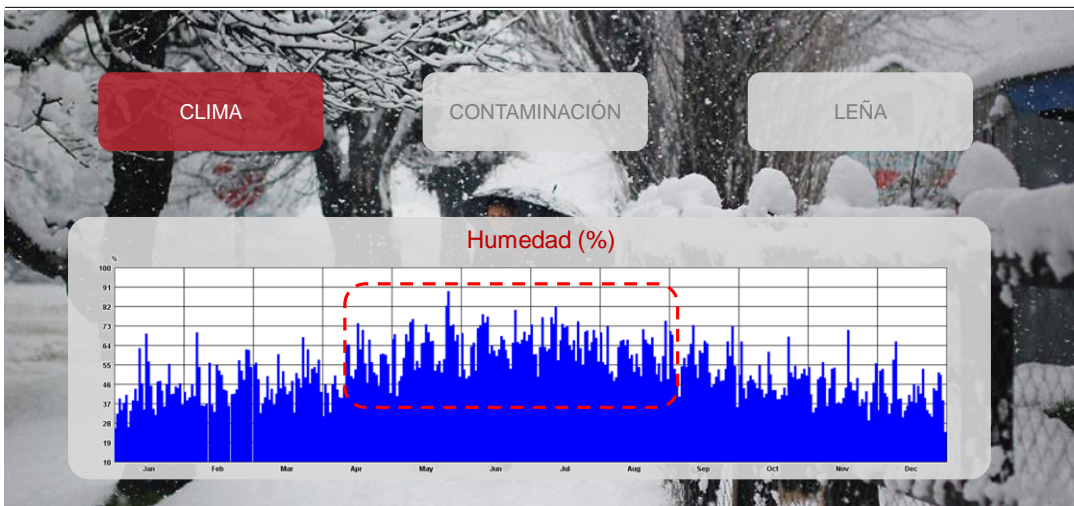 CLIMA
CONTAMINACIÓN
LEÑA
Humedad (%)
%
100
91
82
73
64
55
46
37
28
19
10
Jan Feb Mar Apr May Jun Jul Aug Sep Oct Nov Dec